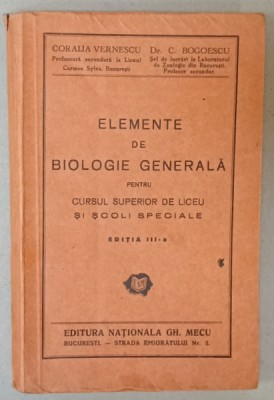 CORALIA VERNESCU
Profesoară secundară la Liceul
Carmen Sylva, Bucureşti
Dr. C. BOGOESCU
Şef de lucrări la Laboratorul
de Zoologie din Bucureşti.
Profesor secundar
ELEMENTE
DE
BIOLOGIE GENERALĂ
PENTRU
CURSUL SUPERIOR DE LICEU
ŞI ŞCOLI SPECIALE
EDIŢIA III-a
EDITURA NAŢIONALA GH. MECU
BUCUREŞTI. — STRADA EMIGRATULUI Nr. 2.